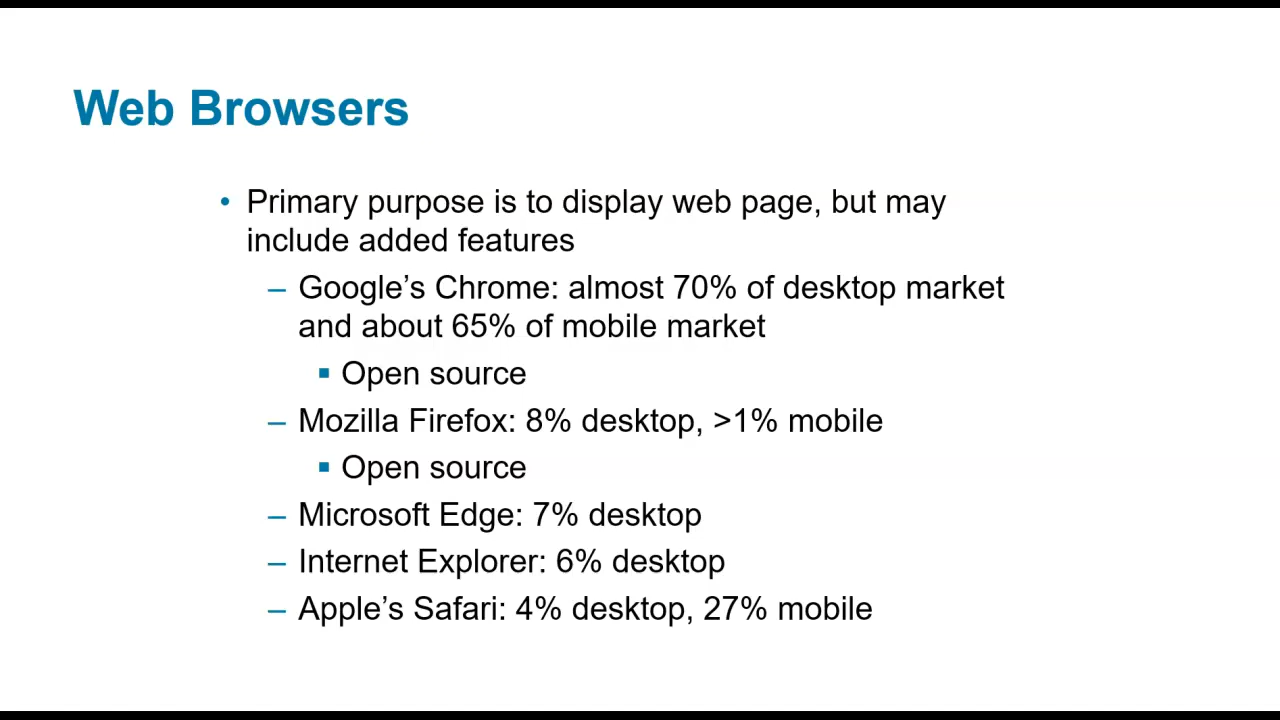 Web Browsers
• Primary purpose is to display web page, but may
include added features
– Google’s Chrome: almost 70% of desktop market
and about 65% of mobile market
▪ Open source
– Mozilla Firefox: 8% desktop, >1% mobile
▪ Open source
– Microsoft Edge: 7% desktop
– Internet Explorer: 6% desktop
– Apple’s Safari: 4% desktop, 27% mobile